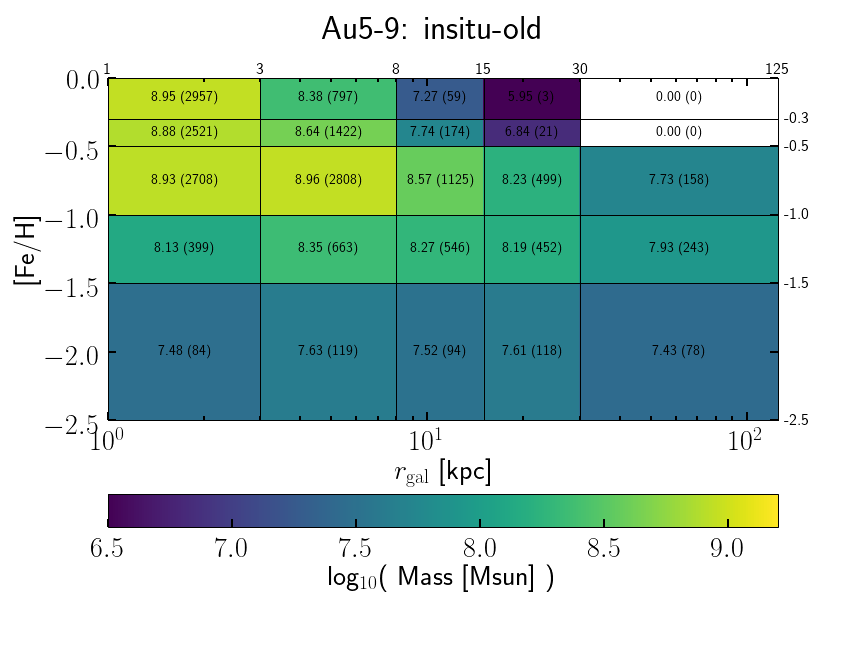 Au5-9: insitu-old
1 3 8 15 30 125
0.0 8.95 (2957) 8.38 (797) 7.27 (59) 5.95 (3) 0.00 (0)
-0.3
8.88 (2521) 8.64 (1422) 7.74 (174) 6.84 (21) 0.00 (0)
−0.5 -0.5
8.93 (2708) 8.96 (2808) 8.57 (1125) 8.23 (499) 7.73 (158)
−1.0 -1.0
[Fe/H]
8.13 (399) 8.35 (663) 8.27 (546) 8.19 (452) 7.93 (243)
−1.5 -1.5
7.48 (84) 7.63 (119) 7.52 (94) 7.61 (118) 7.43 (78)
−2.0
−2.5 -2.5
10⁰ 10¹ 10²
r_gal [kpc]
6.5 7.0 7.5 8.0 8.5 9.0
log₁₀( Mass [Msun] )